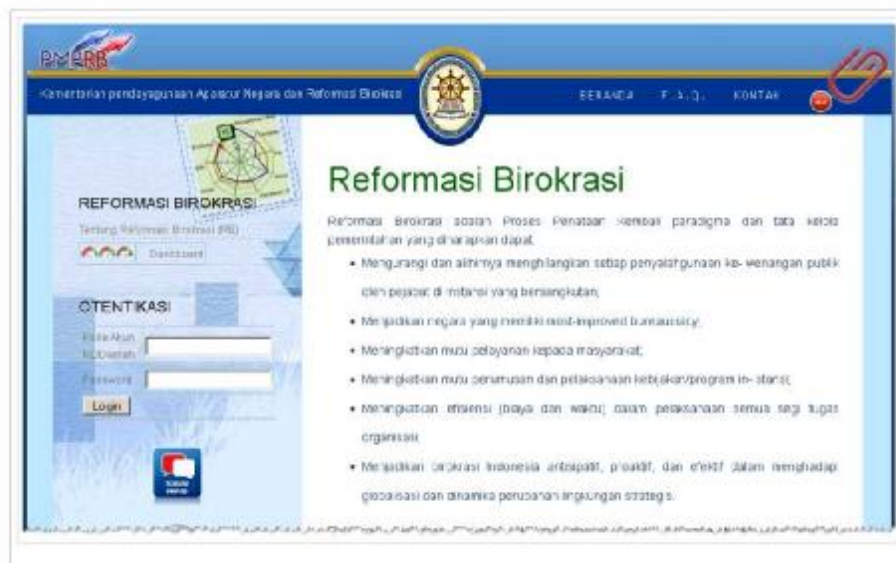 PMPRB
Kementerian pendayagunaan Aparatur Negara dan Reformasi Birokrasi
BERANDA F.A.Q. KONTAK
REFORMASI BIROKRASI
Tentang Reformasi Birokrasi (RB)
Dashboard
OTENTIKASI
Kode Akun
Password
Login
Reformasi Birokrasi
Reformasi Birokrasi adalah Proses Penataan Kembali paradigma dan tata kelola
pemerintahan yang diharapkan dapat
• Mengurangi dan akhirnya menghilangkan setiap penyalahgunaan ke- wenangan publik
oleh pejabat di instansi yang bersangkutan;
• Menjadikan negara yang memiliki most-improved bureaucracy;
• Meningkatkan mutu pelayanan kepada masyarakat;
• Meningkatkan mutu perumusan dan pelaksanaan kebijakan/program in- stansi;
• Meningkatkan efisiensi (biaya dan waktu) dalam pelaksanaan semua segi tugas
organisasi;
• Menjadikan birokrasi Indonesia antisipatif, proaktif, dan efektif dalam menghadapi
globalisasi dan dinamika perubahan lingkungan strategis.